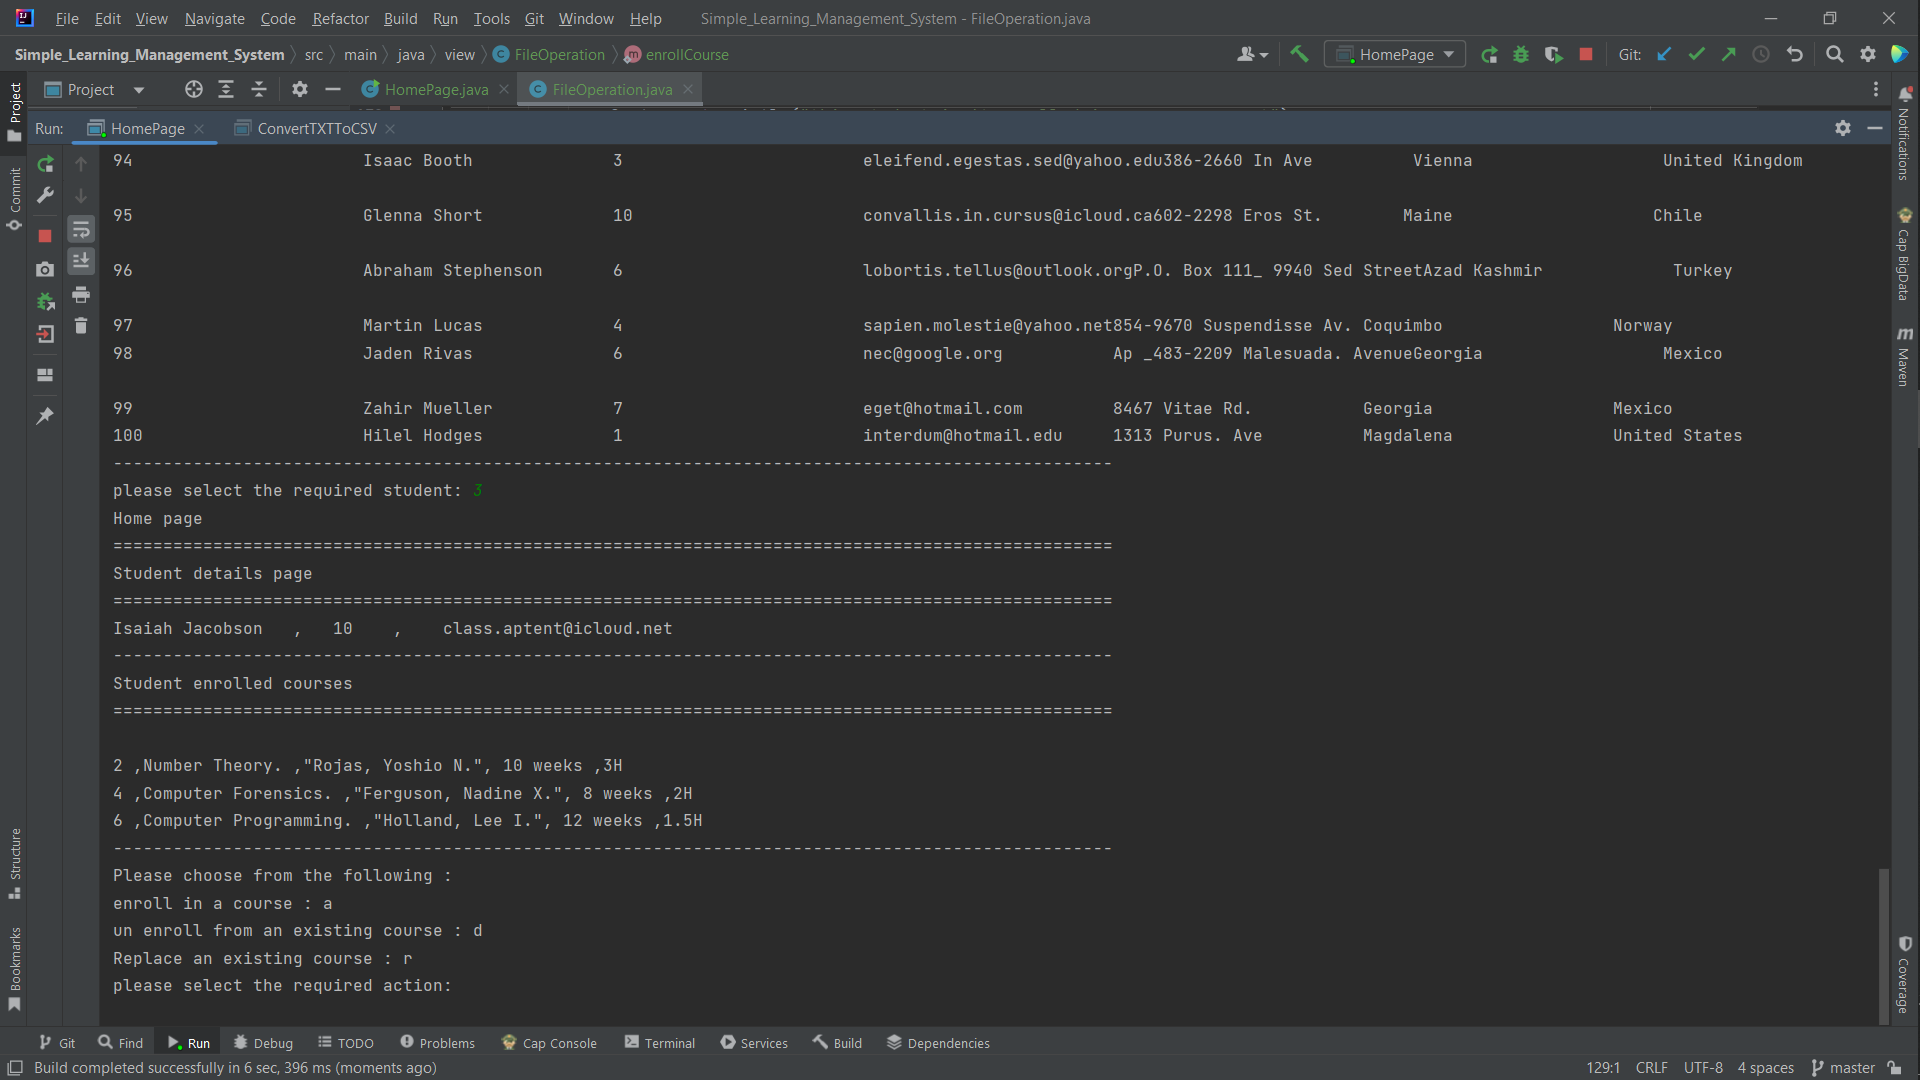 File Edit View Navigate Code Refactor Build Run Tools Git Window Help Simple_Learning_Management_System - FileOperation.java
Simple_Learning_Management_System src main java view FileOperation enrollCourse HomePage Git:
Project HomePage.java FileOperation.java
Run: HomePage ConvertTXTToCSV
94 Isaac Booth 3 eleifend.egestas.sed@yahoo.edu386-2660 In Ave Vienna United Kingdom
95 Glenna Short 10 convallis.in.cursus@icloud.ca602-2298 Eros St. Maine Chile
96 Abraham Stephenson 6 lobortis.tellus@outlook.orgP.O. Box 111_ 9940 Sed StreetAzad Kashmir Turkey
97 Martin Lucas 4 sapien.molestie@yahoo.net854-9670 Suspendisse Av. Coquimbo Norway
98 Jaden Rivas 6 nec@google.org Ap _483-2209 Malesuada. AvenueGeorgia Mexico
99 Zahir Mueller 7 eget@hotmail.com 8467 Vitae Rd. Georgia Mexico
100 Hilel Hodges 1 interdum@hotmail.edu 1313 Purus. Ave Magdalena United States
----------------------------------------------------------------------------------------------------
please select the required student: 3
Home page
====================================================================================================
Student details page
====================================================================================================
Isaiah Jacobson , 10 , class.aptent@icloud.net
----------------------------------------------------------------------------------------------------
Student enrolled courses
====================================================================================================
2 ,Number Theory. ,"Rojas, Yoshio N.", 10 weeks ,3H
4 ,Computer Forensics. ,"Ferguson, Nadine X.", 8 weeks ,2H
6 ,Computer Programming. ,"Holland, Lee I.", 12 weeks ,1.5H
----------------------------------------------------------------------------------------------------
Please choose from the following :
enroll in a course : a
un enroll from an existing course : d
Replace an existing course : r
please select the required action:
Project
Commit
Structure
Bookmarks
Notifications
Cap BigData
m
Maven
Coverage
Git Find Run Debug TODO Problems Cap Console Terminal Services Build Dependencies
Build completed successfully in 6 sec, 396 ms (moments ago) 129:1 CRLF UTF-8 4 spaces master